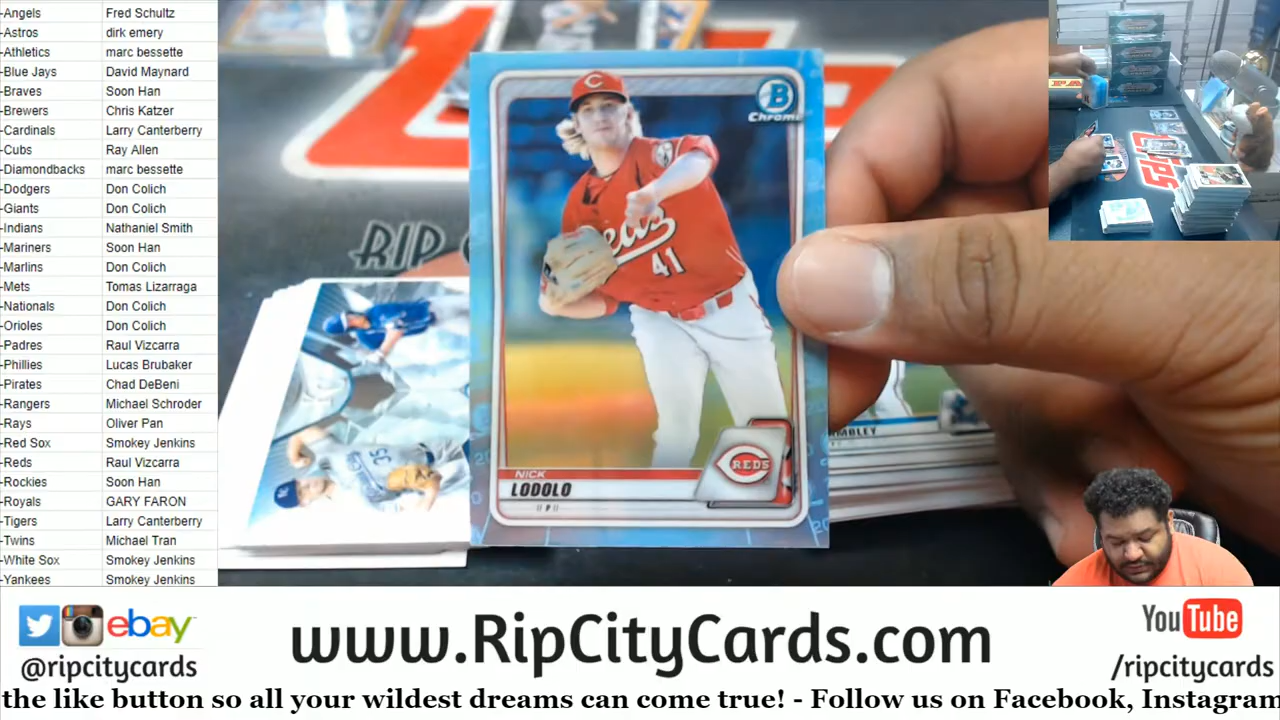 -Angels Fred Schultz
-Astros dirk emery
-Athletics marc bessette
-Blue Jays David Maynard
-Braves Soon Han
-Brewers Chris Katzer
-Cardinals Larry Canterberry
-Cubs Ray Allen
-Diamondbacks marc bessette
-Dodgers Don Colich
-Giants Don Colich
-Indians Nathaniel Smith
-Mariners Soon Han
-Marlins Don Colich
-Mets Tomas Lizarraga
-Nationals Don Colich
-Orioles Don Colich
-Padres Raul Vizcarra
-Phillies Lucas Brubaker
-Pirates Chad DeBeni
-Rangers Michael Schroder
-Rays Oliver Pan
-Red Sox Smokey Jenkins
-Reds Raul Vizcarra
-Rockies Soon Han
-Royals GARY FARON
-Tigers Larry Canterberry
-Twins Michael Tran
-White Sox Smokey Jenkins
-Yankees Smokey Jenkins
B
Chrome
Reds
41
REDS
NICK
LODOLO
P
RIP
35
ebay
@ripcitycards
www.RipCityCards.com
YouTube
/ripcitycards
the like button so all your wildest dreams can come true! - Follow us on Facebook, Instagram